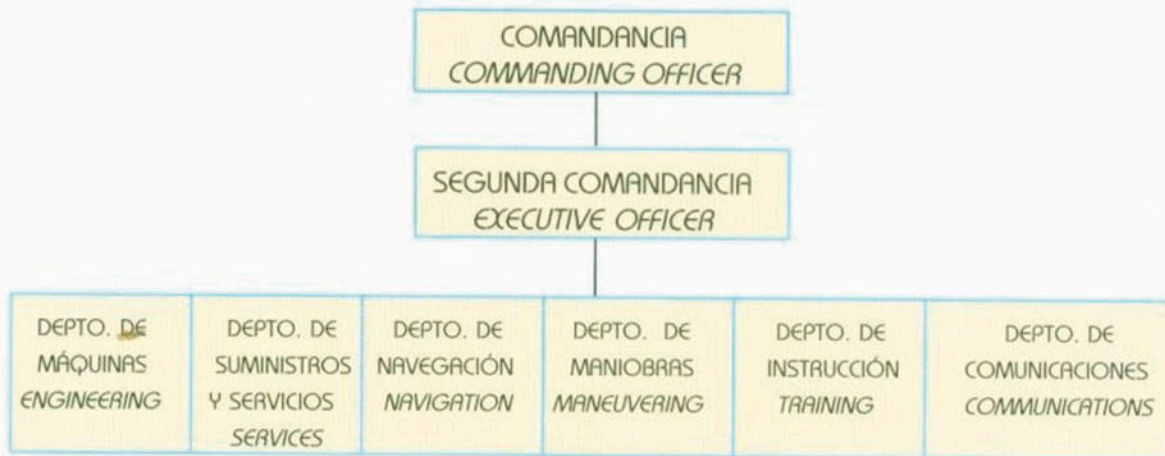 COMANDANCIA
COMMANDING OFFICER
SEGUNDA COMANDANCIA
EXECUTIVE OFFICER
DEPTO. DE
MÁQUINAS
ENGINEERING
DEPTO. DE
SUMINISTROS
Y SERVICIOS
SERVICES
DEPTO. DE
NAVEGACIÓN
NAVIGATION
DEPTO. DE
MANIOBRAS
MANEUVERING
DEPTO. DE
INSTRUCCIÓN
TRAINING
DEPTO. DE
COMUNICACIONES
COMMUNICATIONS